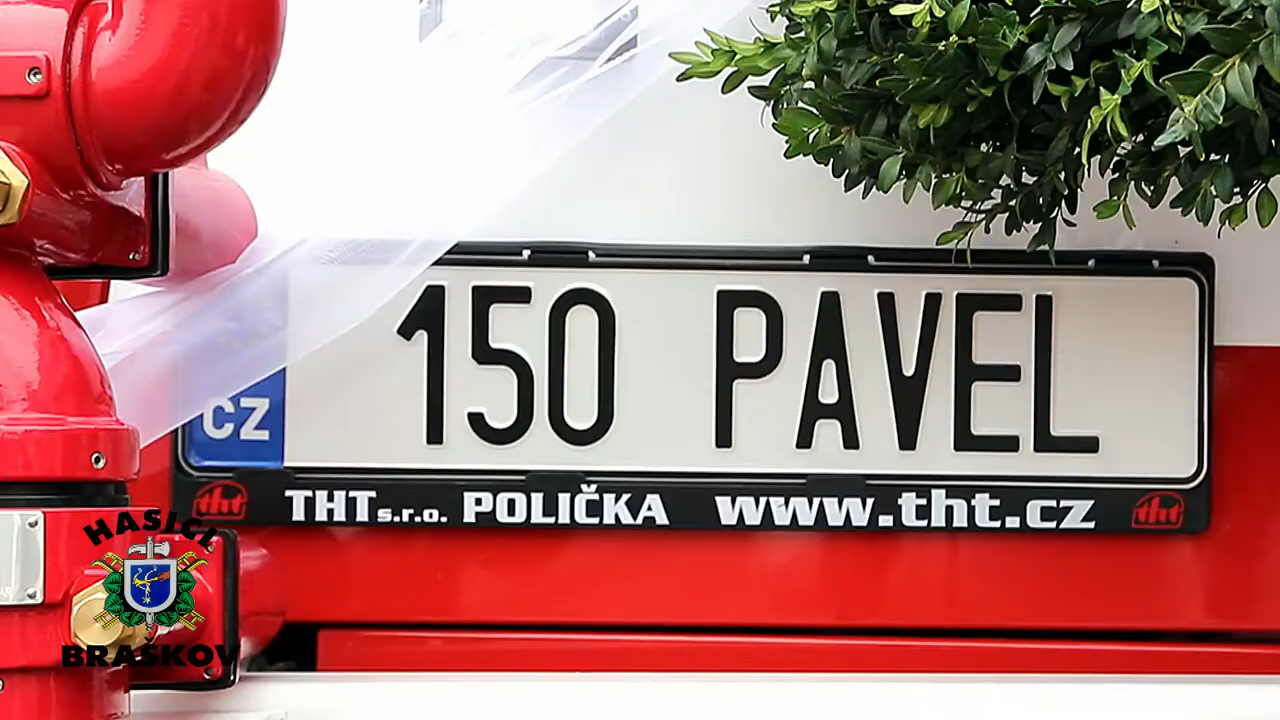 150 PAVEL
CZ
tht THT s.r.o. POLIČKA www.tht.cz tht
HASIČI
BRAŠKOV